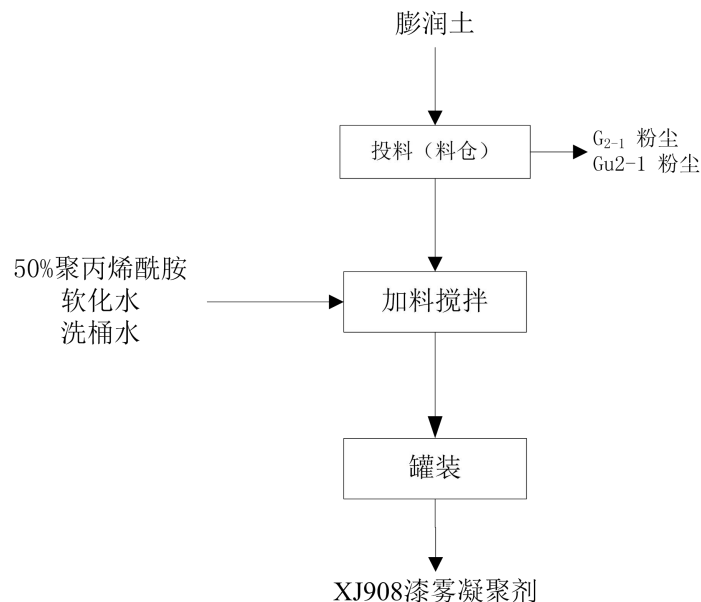 膨润土
投料（料仓）
G2-1 粉尘
Gu2-1 粉尘
50%聚丙烯酰胺
软化水
洗桶水
加料搅拌
罐装
XJ908漆雾凝聚剂